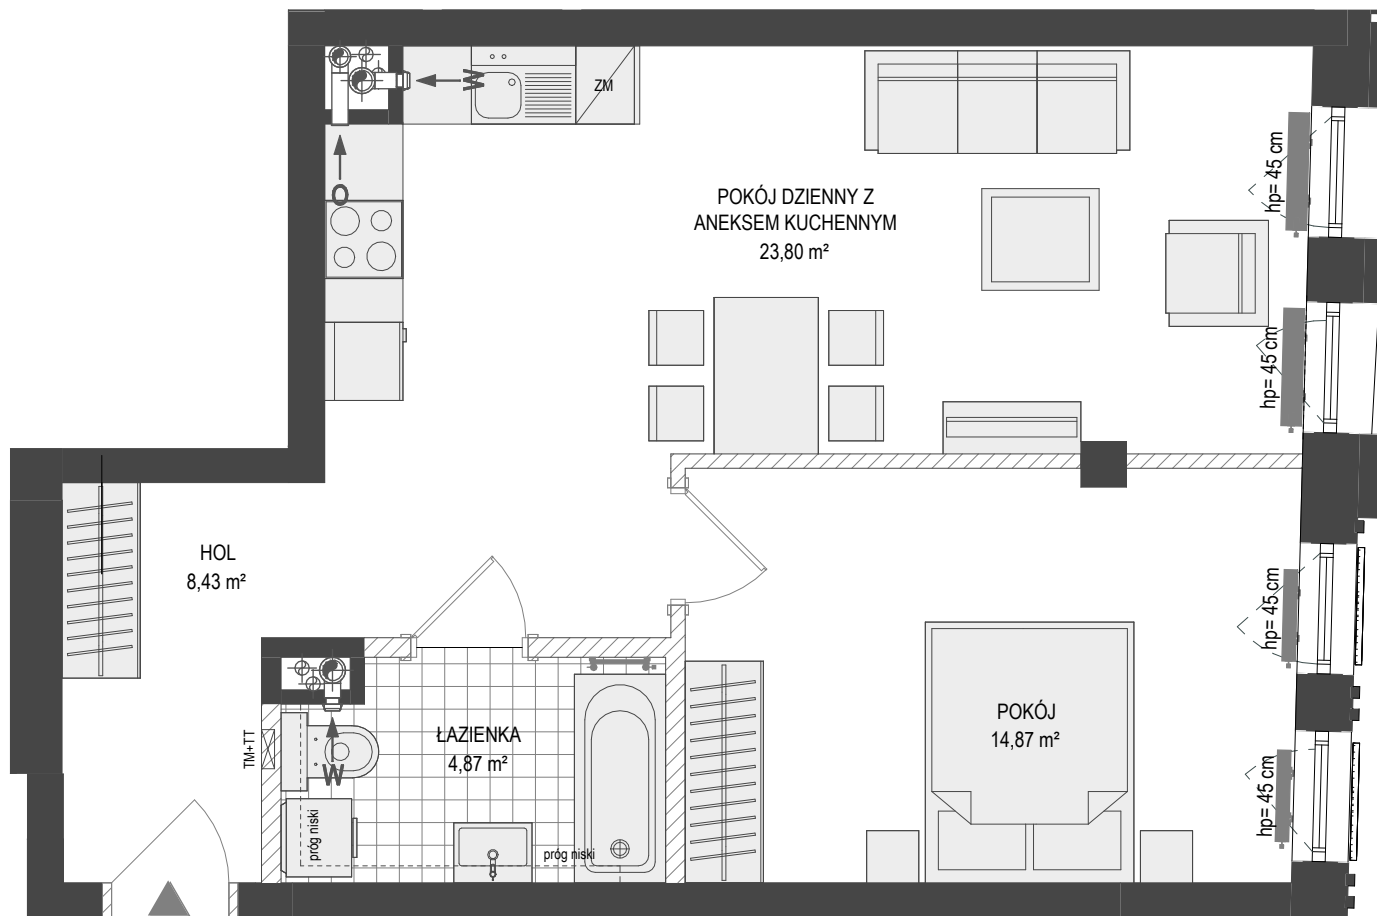 W
ZM
O
POKÓJ DZIENNY Z
ANEKSEM KUCHENNYM
23,80 m²
hp= 45 cm
hp= 45 cm
HOL
8,43 m²
hp= 45 cm
ŁAZIENKA
4,87 m²
TM+TT
W
próg niski
próg niski
POKÓJ
14,87 m²
hp= 45 cm